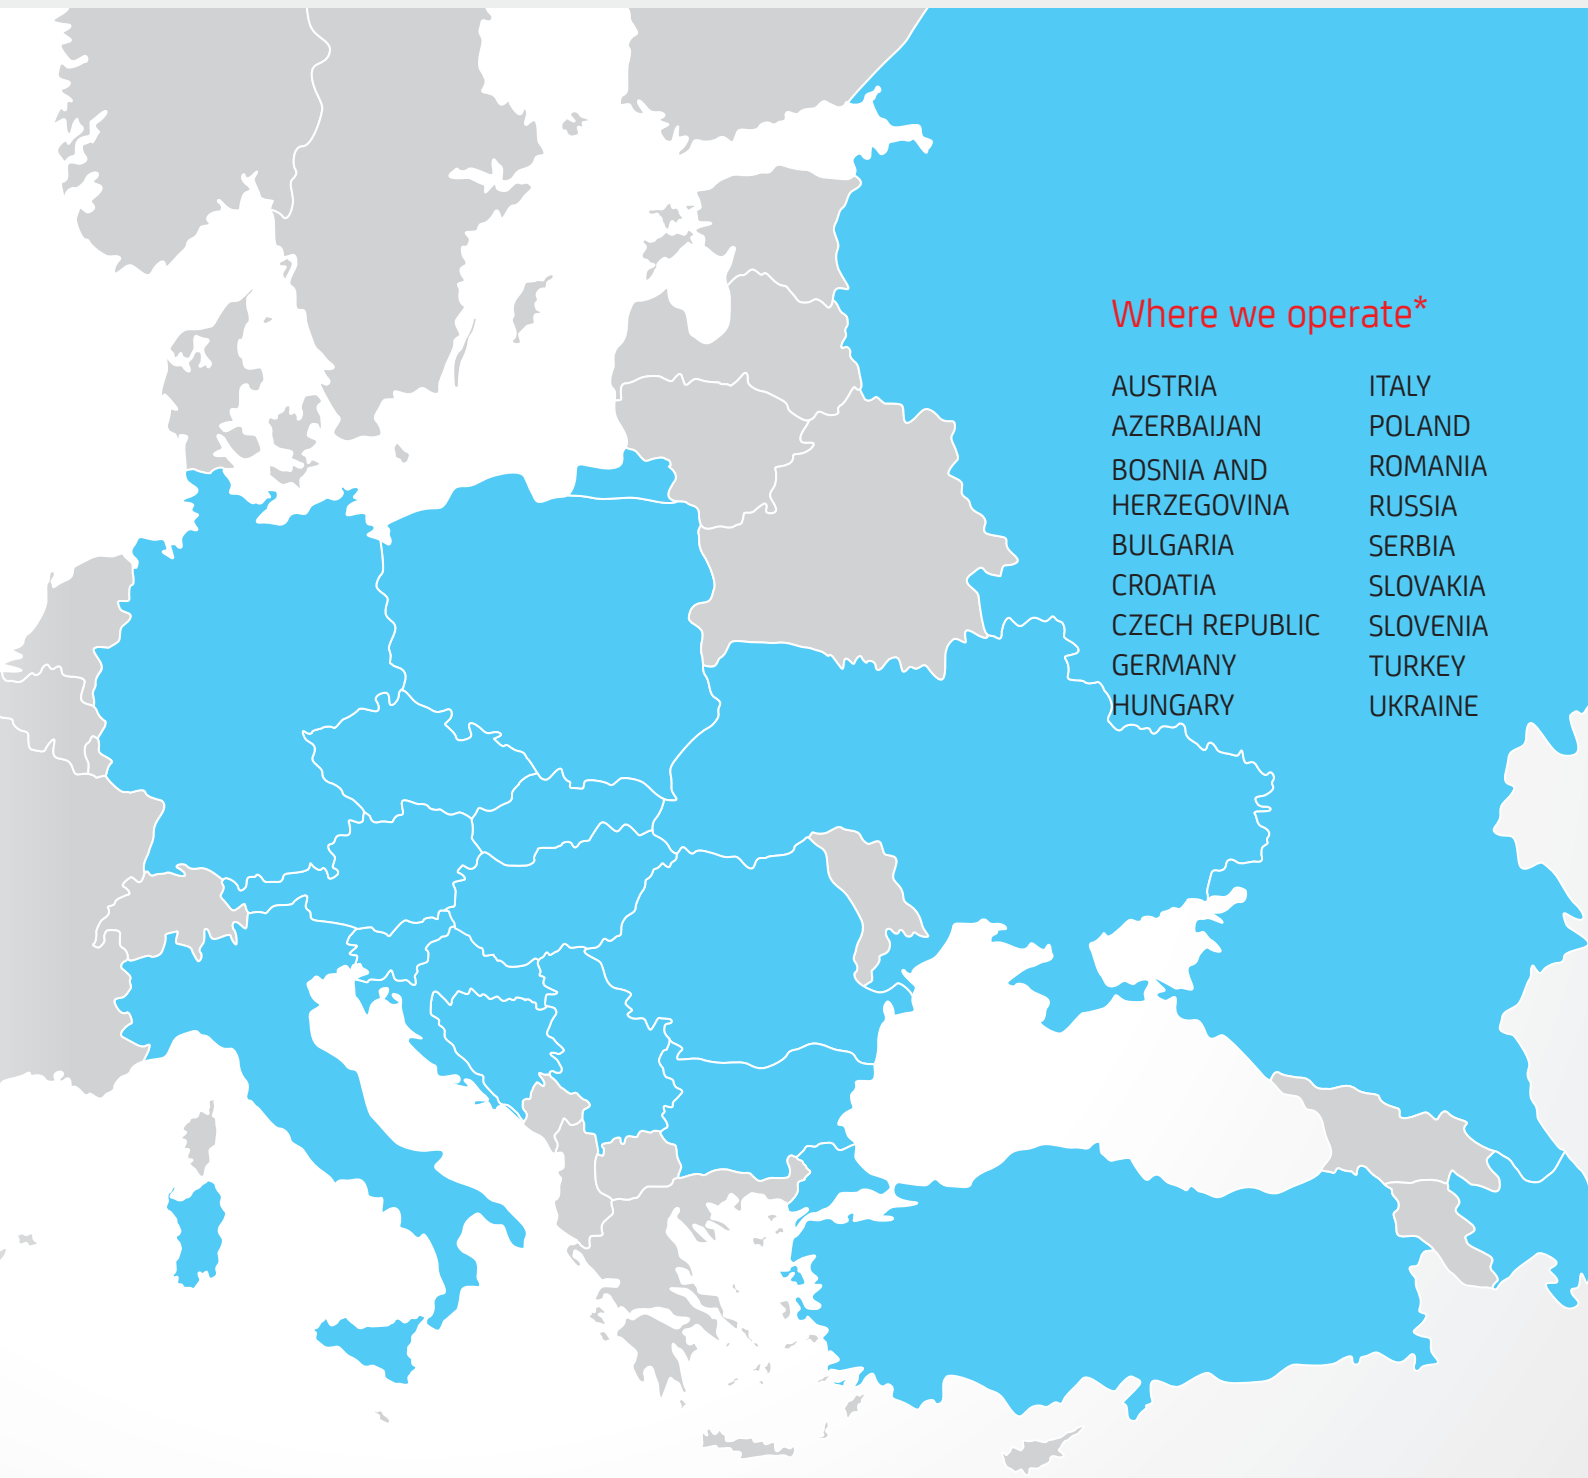 Where we operate*
AUSTRIA
AZERBAIJAN
BOSNIA AND
HERZEGOVINA
BULGARIA
CROATIA
CZECH REPUBLIC
GERMANY
HUNGARY
ITALY
POLAND
ROMANIA
RUSSIA
SERBIA
SLOVAKIA
SLOVENIA
TURKEY
UKRAINE